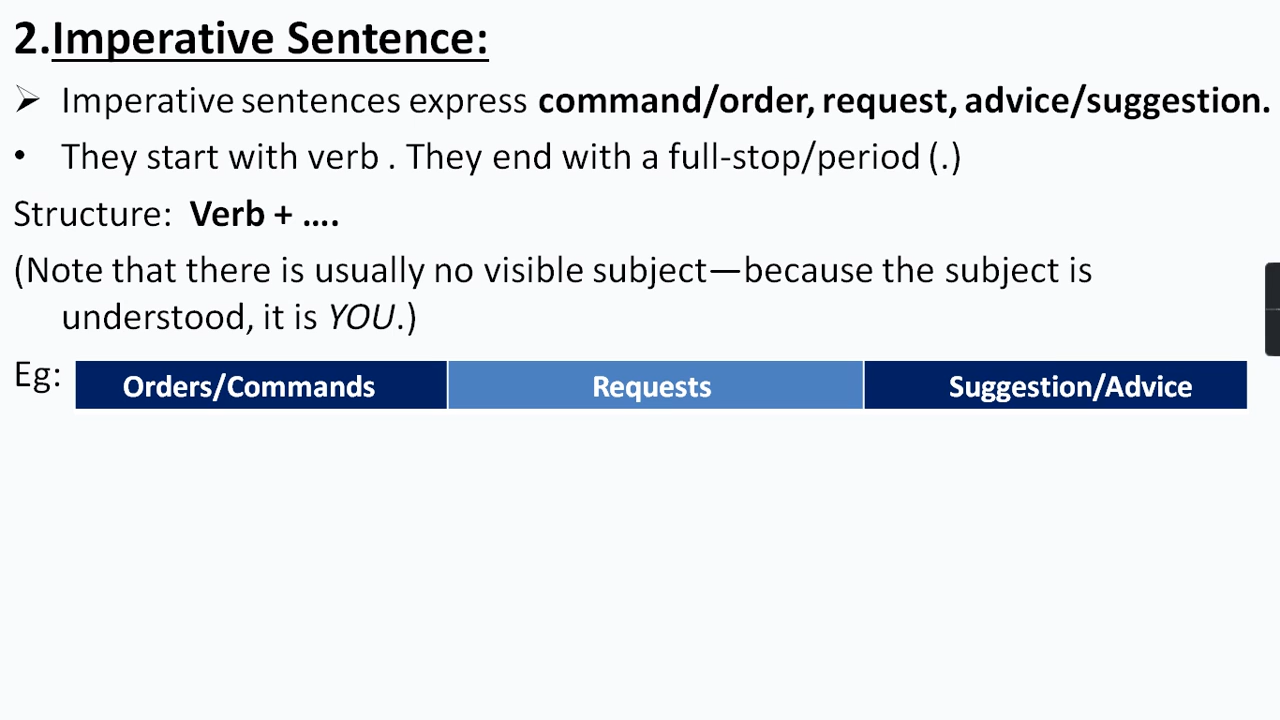 2.Imperative Sentence:
➢ Imperative sentences express command/order, request, advice/suggestion.
• They start with verb . They end with a full-stop/period (.)
Structure: Verb + ....
(Note that there is usually no visible subject—because the subject is
understood, it is YOU.)
Eg: Orders/Commands Requests Suggestion/Advice